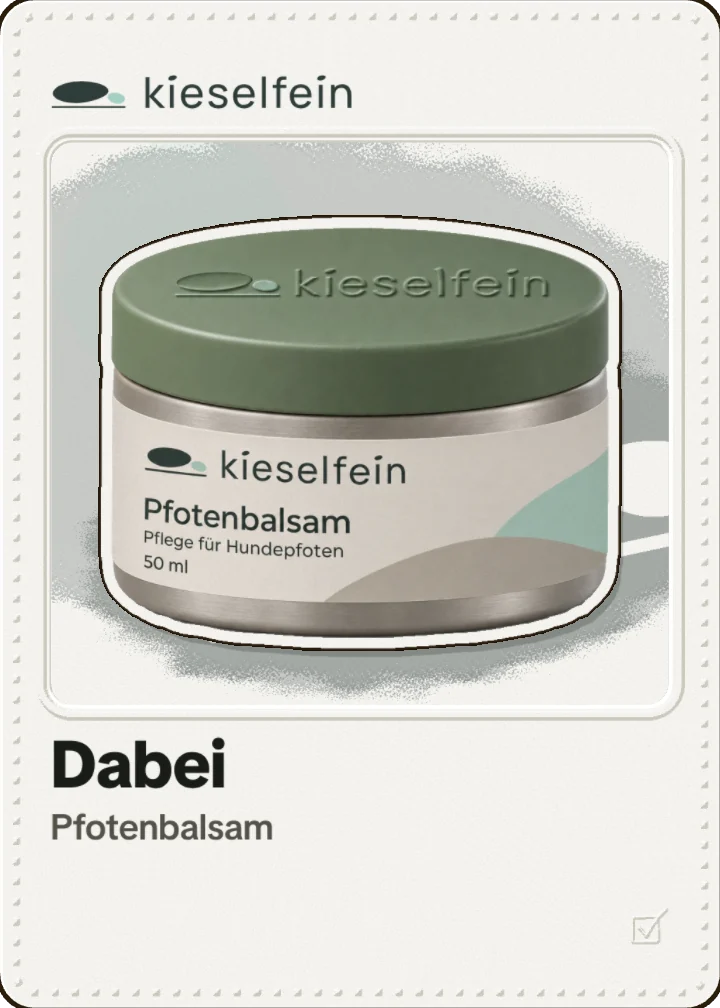 kieselfein
kieselfein
kieselfein
Pfotenbalsam
Pflege für Hundepfoten
50 ml
Dabei
Pfotenbalsam